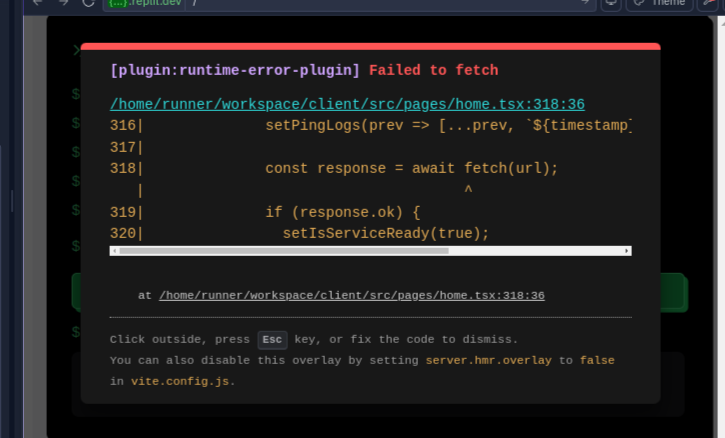 {...}.replit.dev /
Theme
[plugin:runtime-error-plugin] Failed to fetch
/home/runner/workspace/client/src/pages/home.tsx:318:36
316| setPingLogs(prev => [...prev, `${timestamp}
317|
318| const response = await fetch(url);
| ^
319| if (response.ok) {
320| setIsServiceReady(true);
at /home/runner/workspace/client/src/pages/home.tsx:318:36
Click outside, press Esc key, or fix the code to dismiss.
You can also disable this overlay by setting server.hmr.overlay to false
in vite.config.js.
$
$
$
$
$
$
$